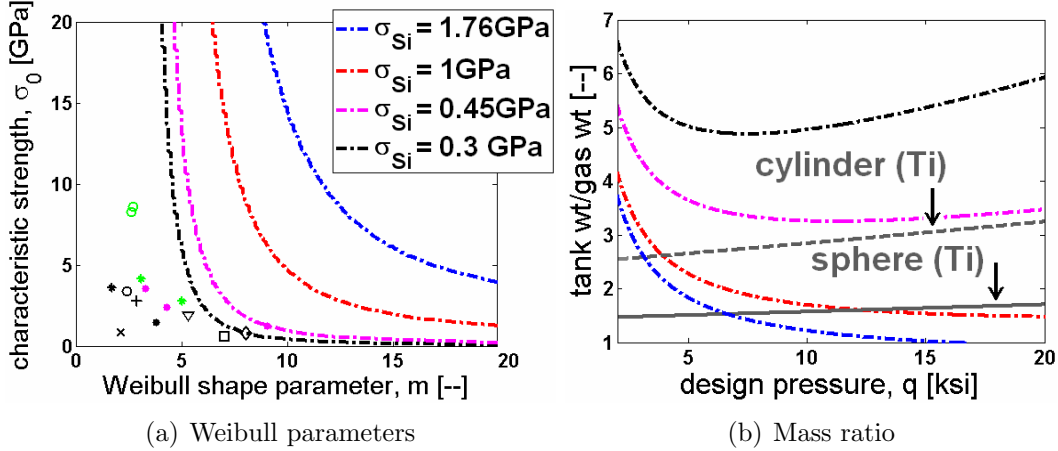 characteristic strength, σ0 [GPa]
20
15
10
5
0
0
5
10
15
20
Weibull shape parameter, m [--]
σSi = 1.76GPa
σSi = 1GPa
σSi = 0.45GPa
σSi = 0.3 GPa
(a) Weibull parameters
tank wt/gas wt [--]
7
6
5
4
3
2
1
5
10
15
20
design pressure, q [ksi]
cylinder (Ti)
sphere (Ti)
(b) Mass ratio